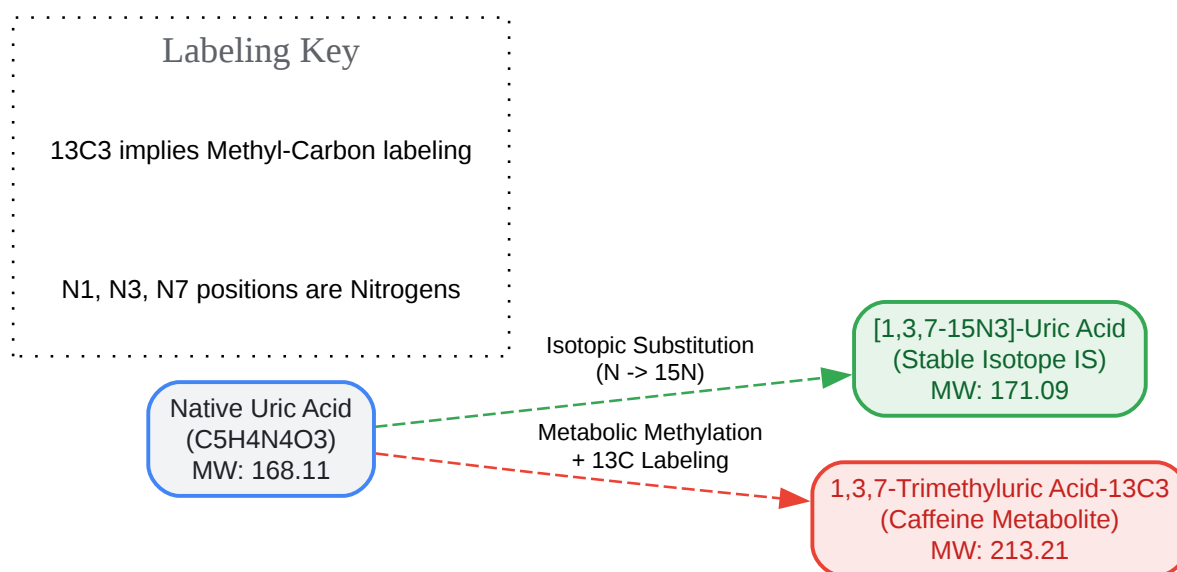 Labeling Key
13C3 implies Methyl-Carbon labeling
N1, N3, N7 positions are Nitrogens
Native Uric Acid
(C5H4N4O3)
MW: 168.11
Isotopic Substitution
(N -> 15N)
Metabolic Methylation
+ 13C Labeling
[1,3,7-15N3]-Uric Acid
(Stable Isotope IS)
MW: 171.09
1,3,7-Trimethyluric Acid-13C3
(Caffeine Metabolite)
MW: 213.21